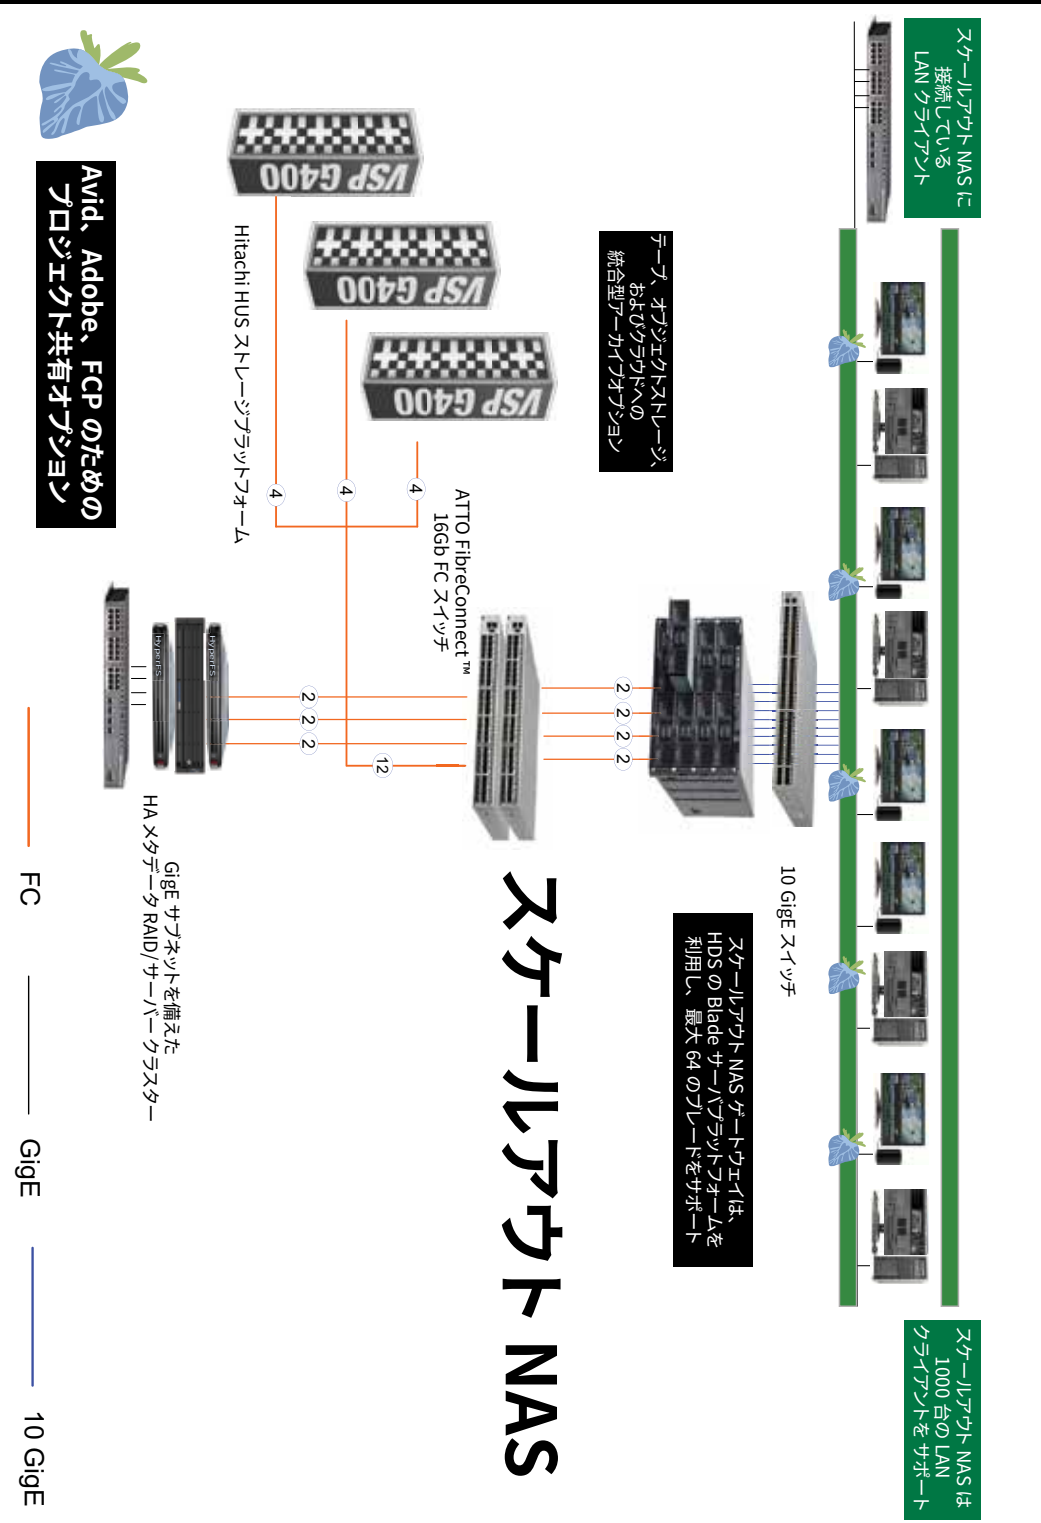 スケールアウト NAS に
接続している
LAN クライアント
スケールアウト NAS は
1000 台の LAN
クライアントを サポート
テープ、オブジェクトストレージ、
およびクラウドへの
統合型アーカイブオプション
10 GigE スイッチ
スケールアウト NAS ゲートウェイは、
HDS の Blade サーバプラットフォームを
利用し、最大 64 のブレードをサポート
VSP G400
VSP G400
VSP G400
Hitachi HUS ストレージプラットフォーム
ATTO FibreConnect™
16Gb FC スイッチ
スケールアウト NAS
4
4
4
12
2
2
2
2
2
2
2
HyperFS
HyperFS
GigE サブネットを備えた
HA メタデータ RAID/サーバー クラスター
Avid、Adobe、FCP のための
プロジェクト共有オプション
FC
GigE
10 GigE